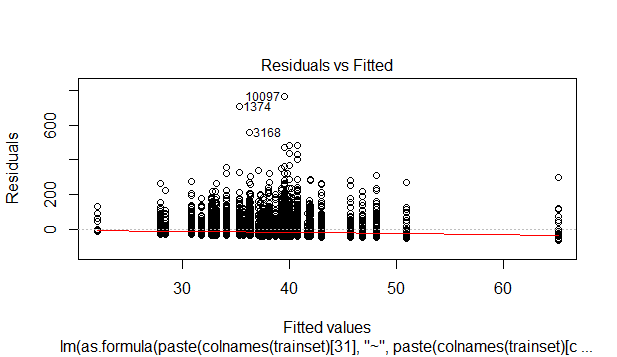 Residuals vs Fitted
Residuals
600
200
0
10097
1374
3168
30
40
50
60
Fitted values
lm(as.formula(paste(colnames(trainset)[31], "~", paste(colnames(trainset)[c ...